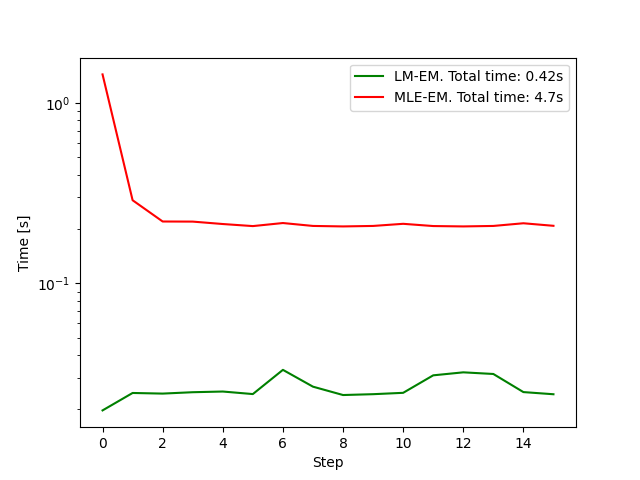 LM-EM. Total time: 0.42s
MLE-EM. Total time: 4.7s
10⁰
10⁻¹
Time [s]
0 2 4 6 8 10 12 14
Step